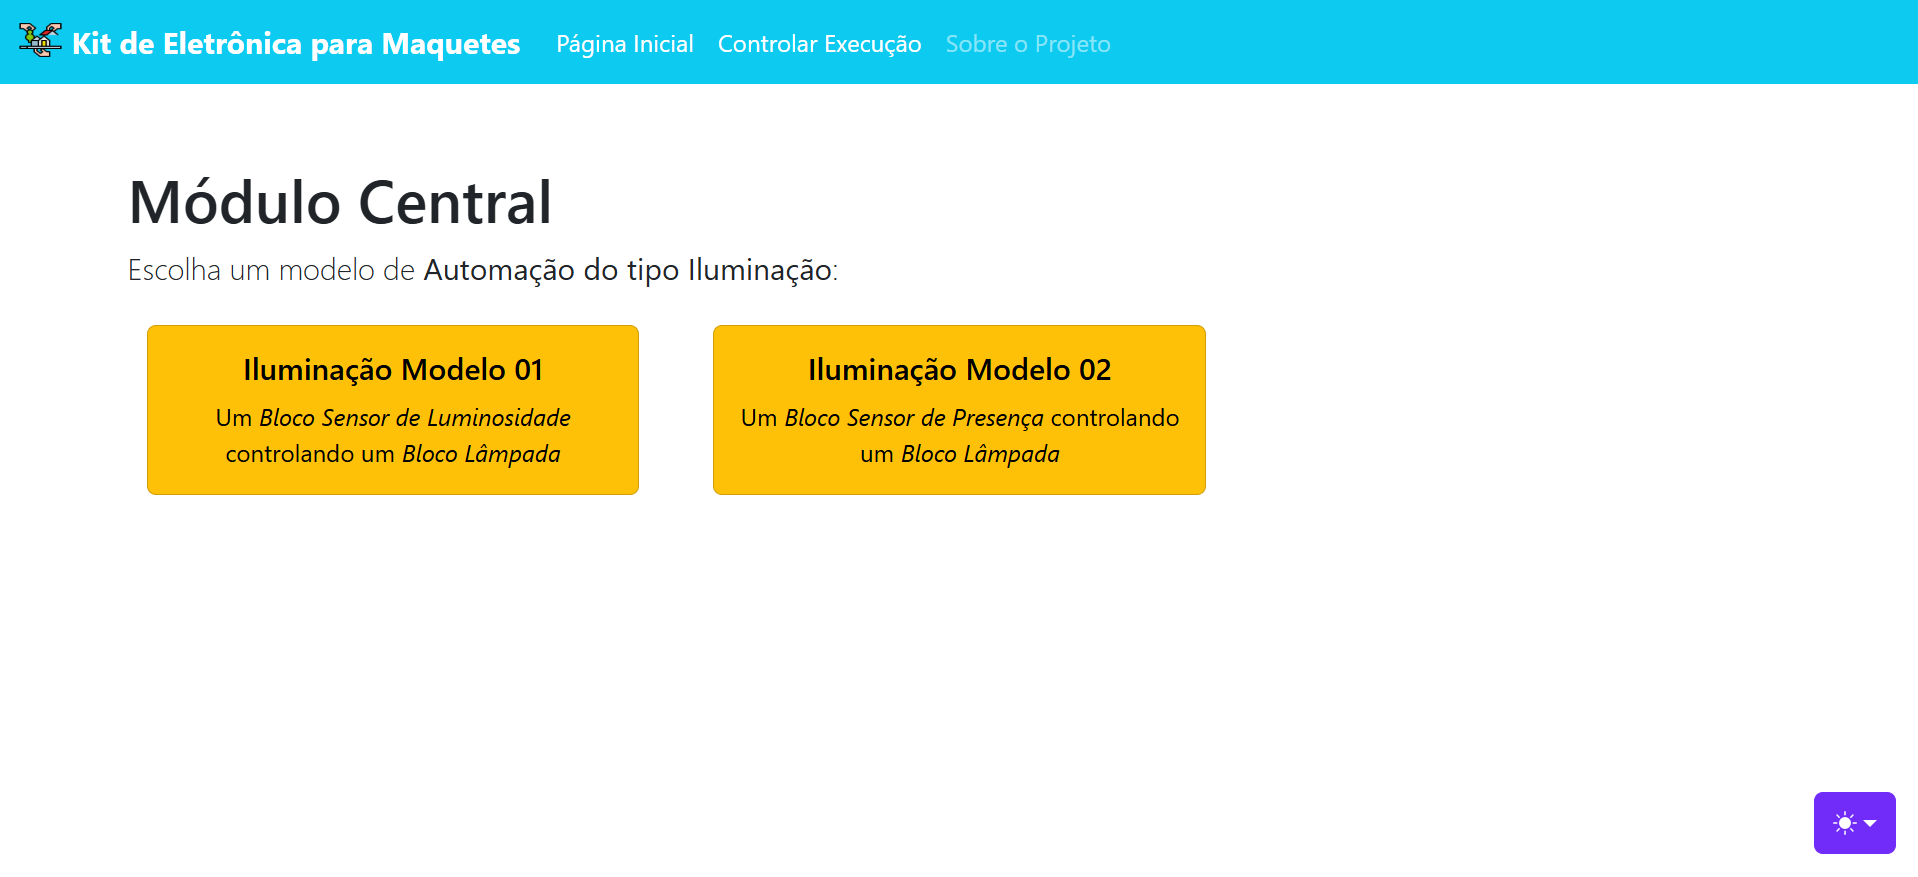 Kit de Eletrônica para Maquetes Página Inicial Controlar Execução Sobre o Projeto
Módulo Central
Escolha um modelo de Automação do tipo Iluminação:
Iluminação Modelo 01
Um Bloco Sensor de Luminosidade
controlando um Bloco Lâmpada
Iluminação Modelo 02
Um Bloco Sensor de Presença controlando
um Bloco Lâmpada